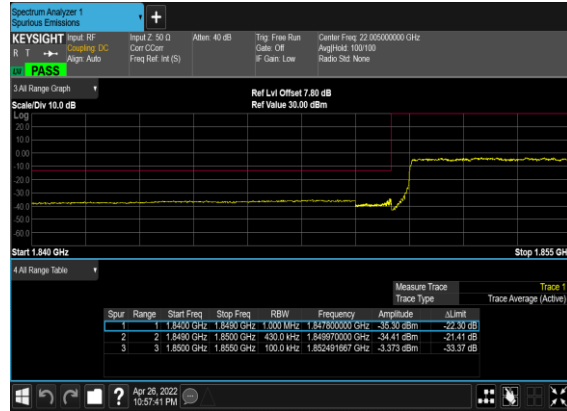 Spectrum Analyzer 1
Spurious Emissions
KEYSIGHT Input: RF Input Z: 50 Ω Atten: 40 dB Trig: Free Run Center Freq: 22.005000000 GHz
R T Coupling: DC Corr CCorr Gate: Off Avg|Hold: 100/100
Align: Auto Freq Ref: Int (S) IF Gain: Low Radio Std: None
PASS
3 All Range Graph
Ref Lvl Offset 7.80 dB
Scale/Div 10.0 dB Ref Value 30.00 dBm
Log
20.0
10.0
0.00
-10.0
-20.0
-30.0
-40.0
-50.0
-60.0
Start 1.840 GHz Stop 1.855 GH
4 All Range Table
Measure Trace Trace 1
Trace Type Trace Average (Active)
Spur Range Start Freq Stop Freq RBW Frequency Amplitude ΔLimit
1 1 1.8400 GHz 1.8490 GHz 1.000 MHz 1.847800000 GHz -35.30 dBm -22.30 dB
2 2 1.8490 GHz 1.8500 GHz 430.0 kHz 1.849970000 GHz -34.41 dBm -21.41 dB
3 3 1.8500 GHz 1.8550 GHz 100.0 kHz 1.852491667 GHz -3.373 dBm -33.37 dB
? Apr 26, 2022
10:57:41 PM